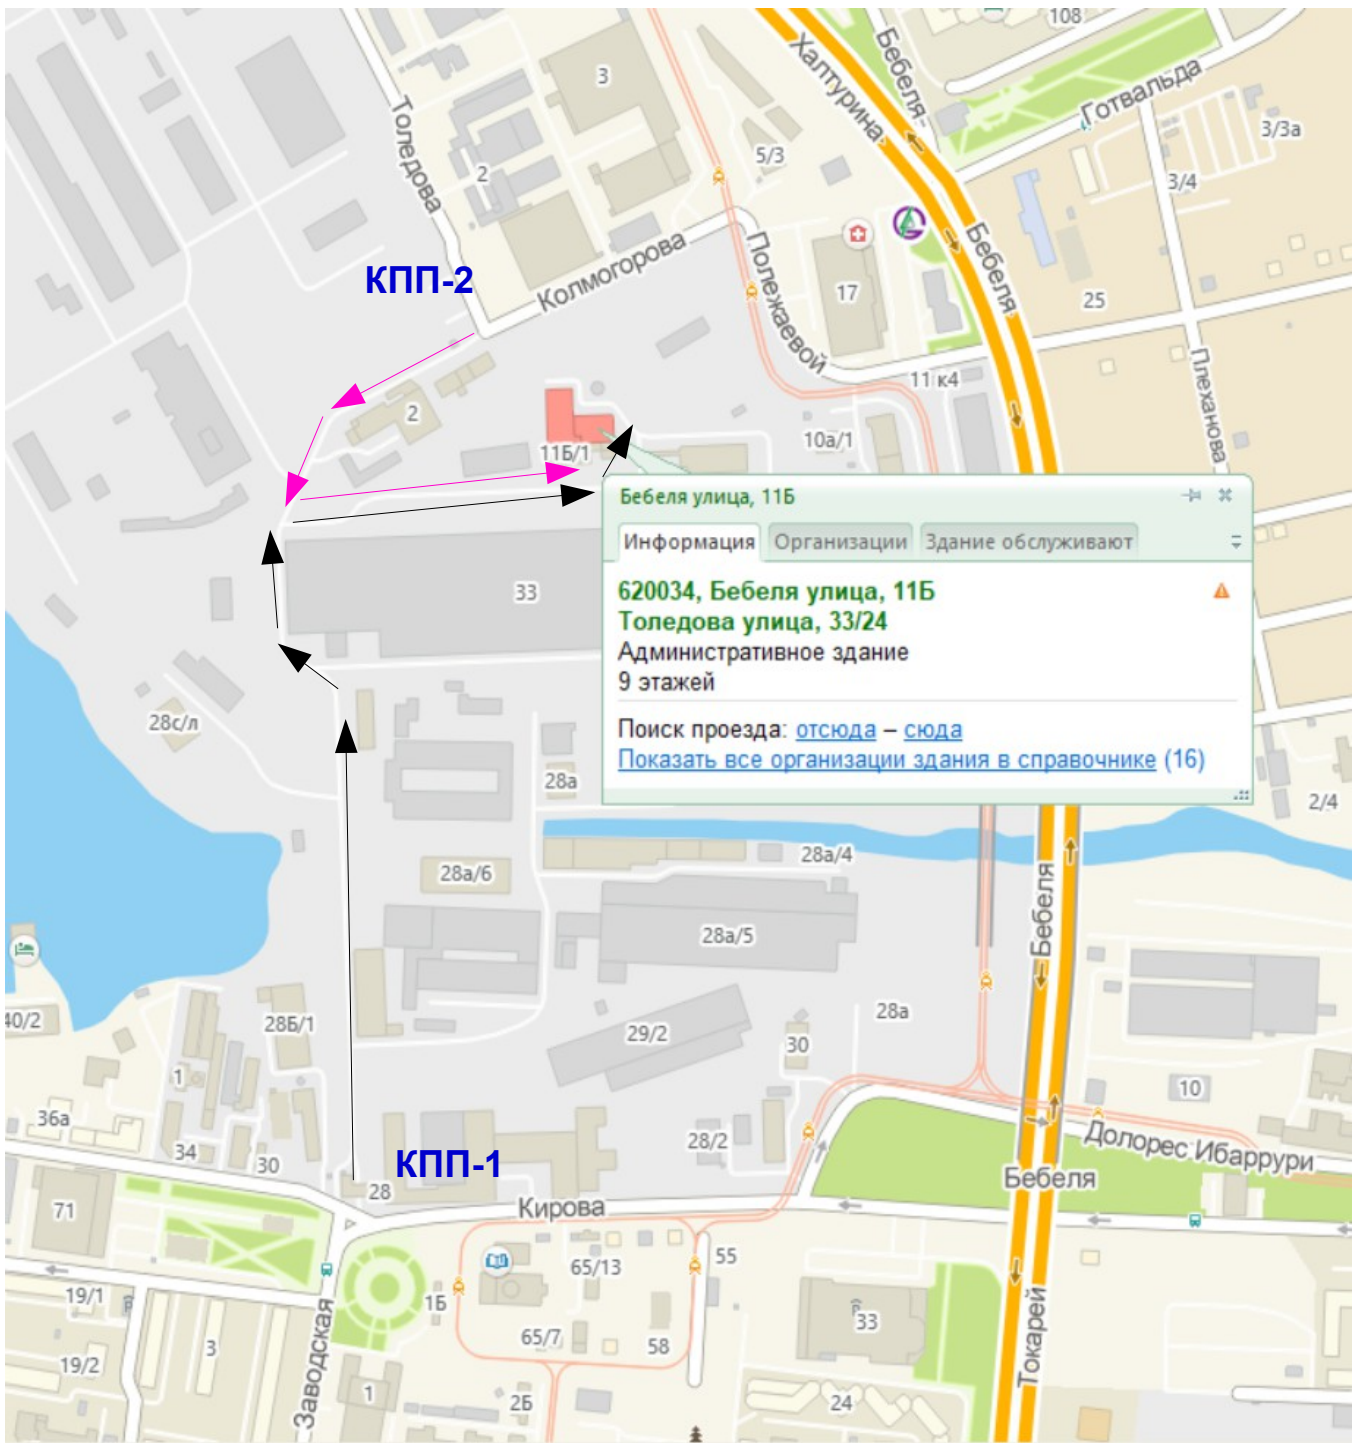 108
Халтурина
Бебеля
Готвальда
3/3а
3
5/3
Толедова
2
3/4
Колмогорова
Полежаевой
Бебеля
КПП-2
17
25
Плеханова
11 к4
2
10а/1
11Б/1
Бебеля улица, 11Б
Информация
Организации
Здание обслуживают
33
620034, Бебеля улица, 11Б
Толедова улица, 33/24
Административное здание
9 этажей
Поиск проезда: отсюда – сюда
Показать все организации здания в справочнике (16)
28с/л
28а
2/4
28а/4
28а/6
Бебеля
28а/5
40/2
28Б/1
28а
29/2
30
1
10
36а
34
30
28/2
Долорес Ибаррури
КПП-1
28
Бебеля
Кирова
71
55
65/13
19/1
1Б
33
65/7
58
3
19/2
Заводская
Токарей
1
2Б
24